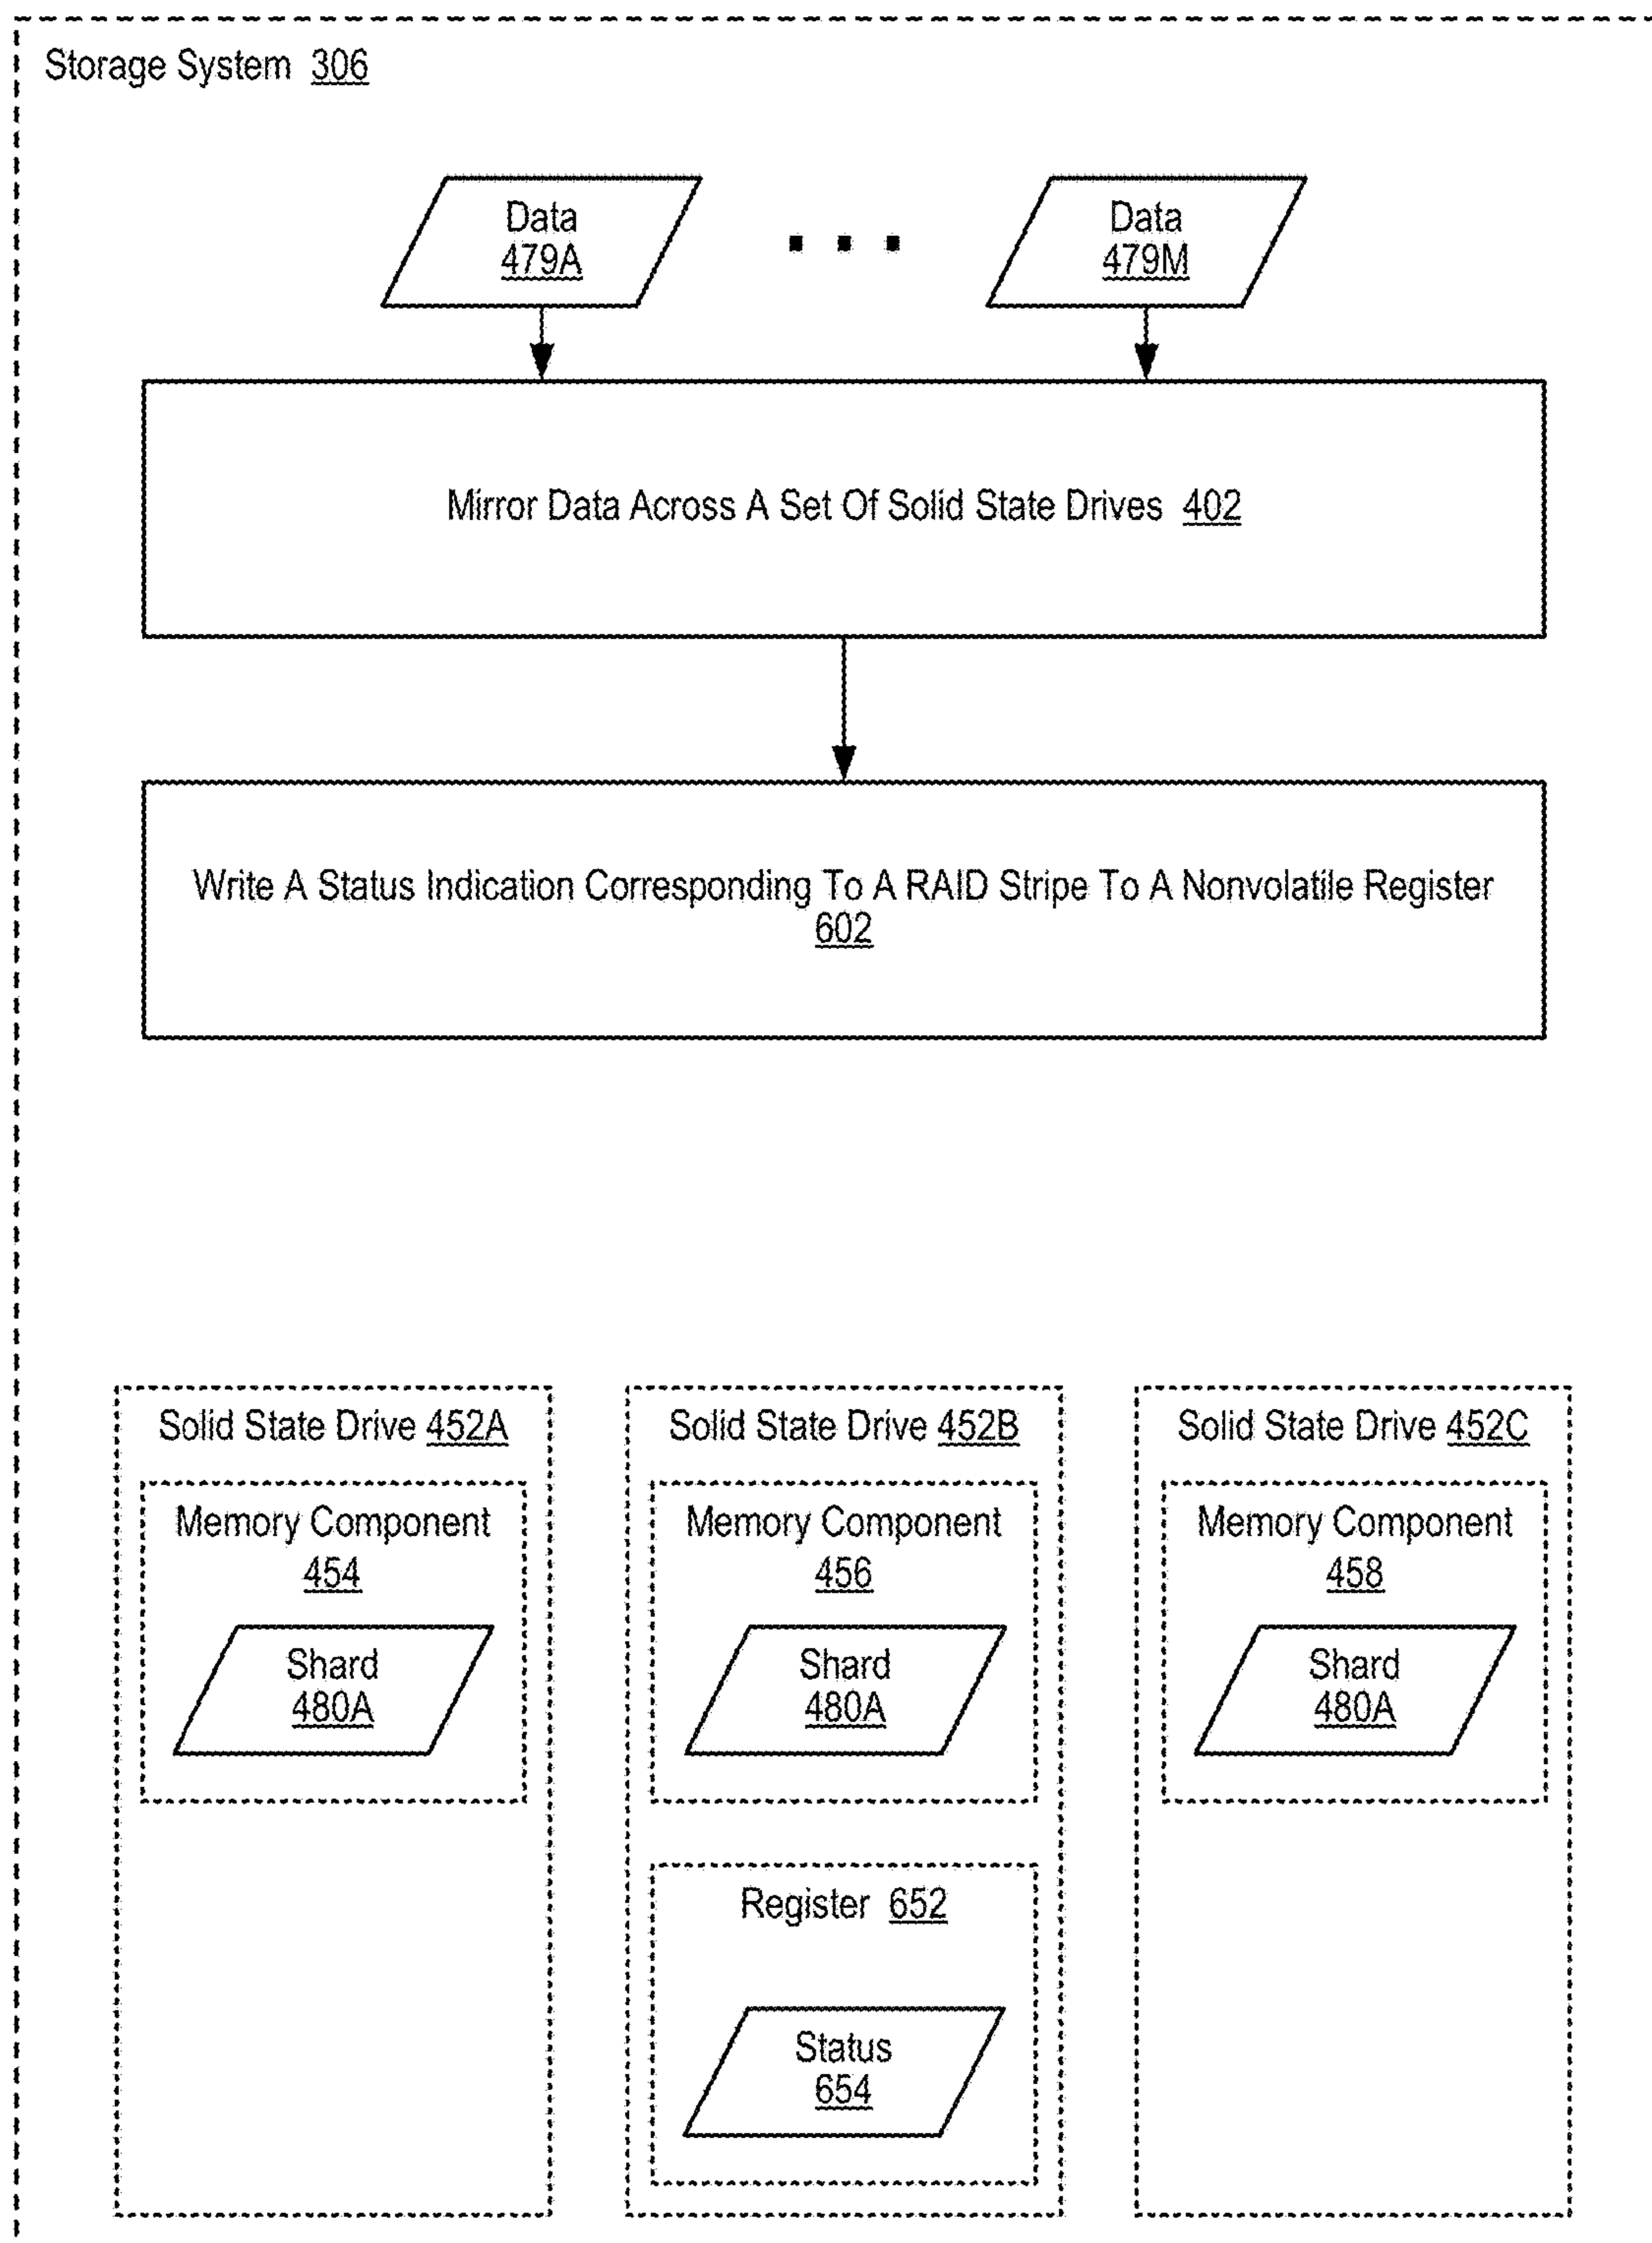 Storage System 306
Data
479A
Data
479M
Mirror Data Across A Set Of Solid State Drives 402
Write A Status Indication Corresponding To A RAID Stripe To A Nonvolatile Register
602
Solid State Drive 452A
Memory Component
454
Shard
480A
Solid State Drive 452B
Memory Component
456
Shard
480A
Register 652
Status
654
Solid State Drive 452C
Memory Component
458
Shard
480A